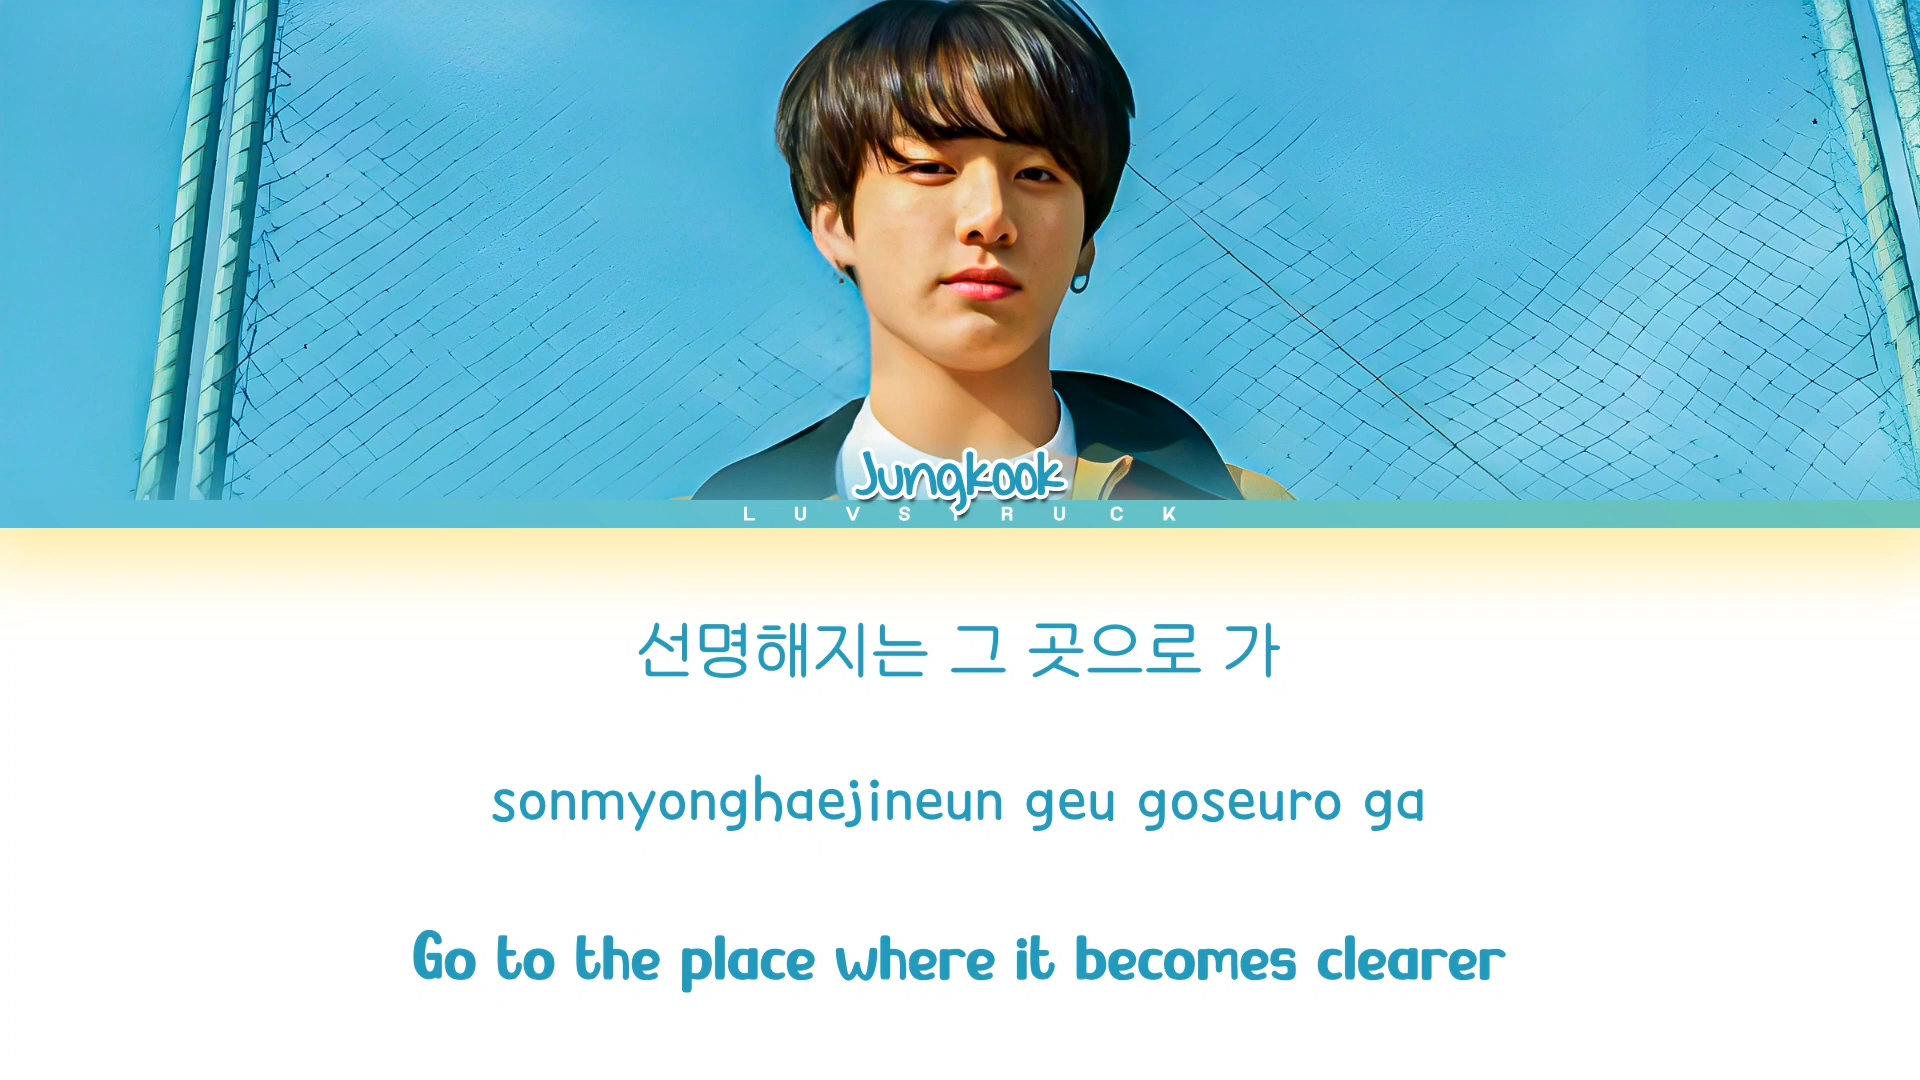 Jungkook
LUVSTRUCK
선명해지는 그 곳으로 가
sonmyonghaejineun geu goseuro ga
Go to the place where it becomes clearer